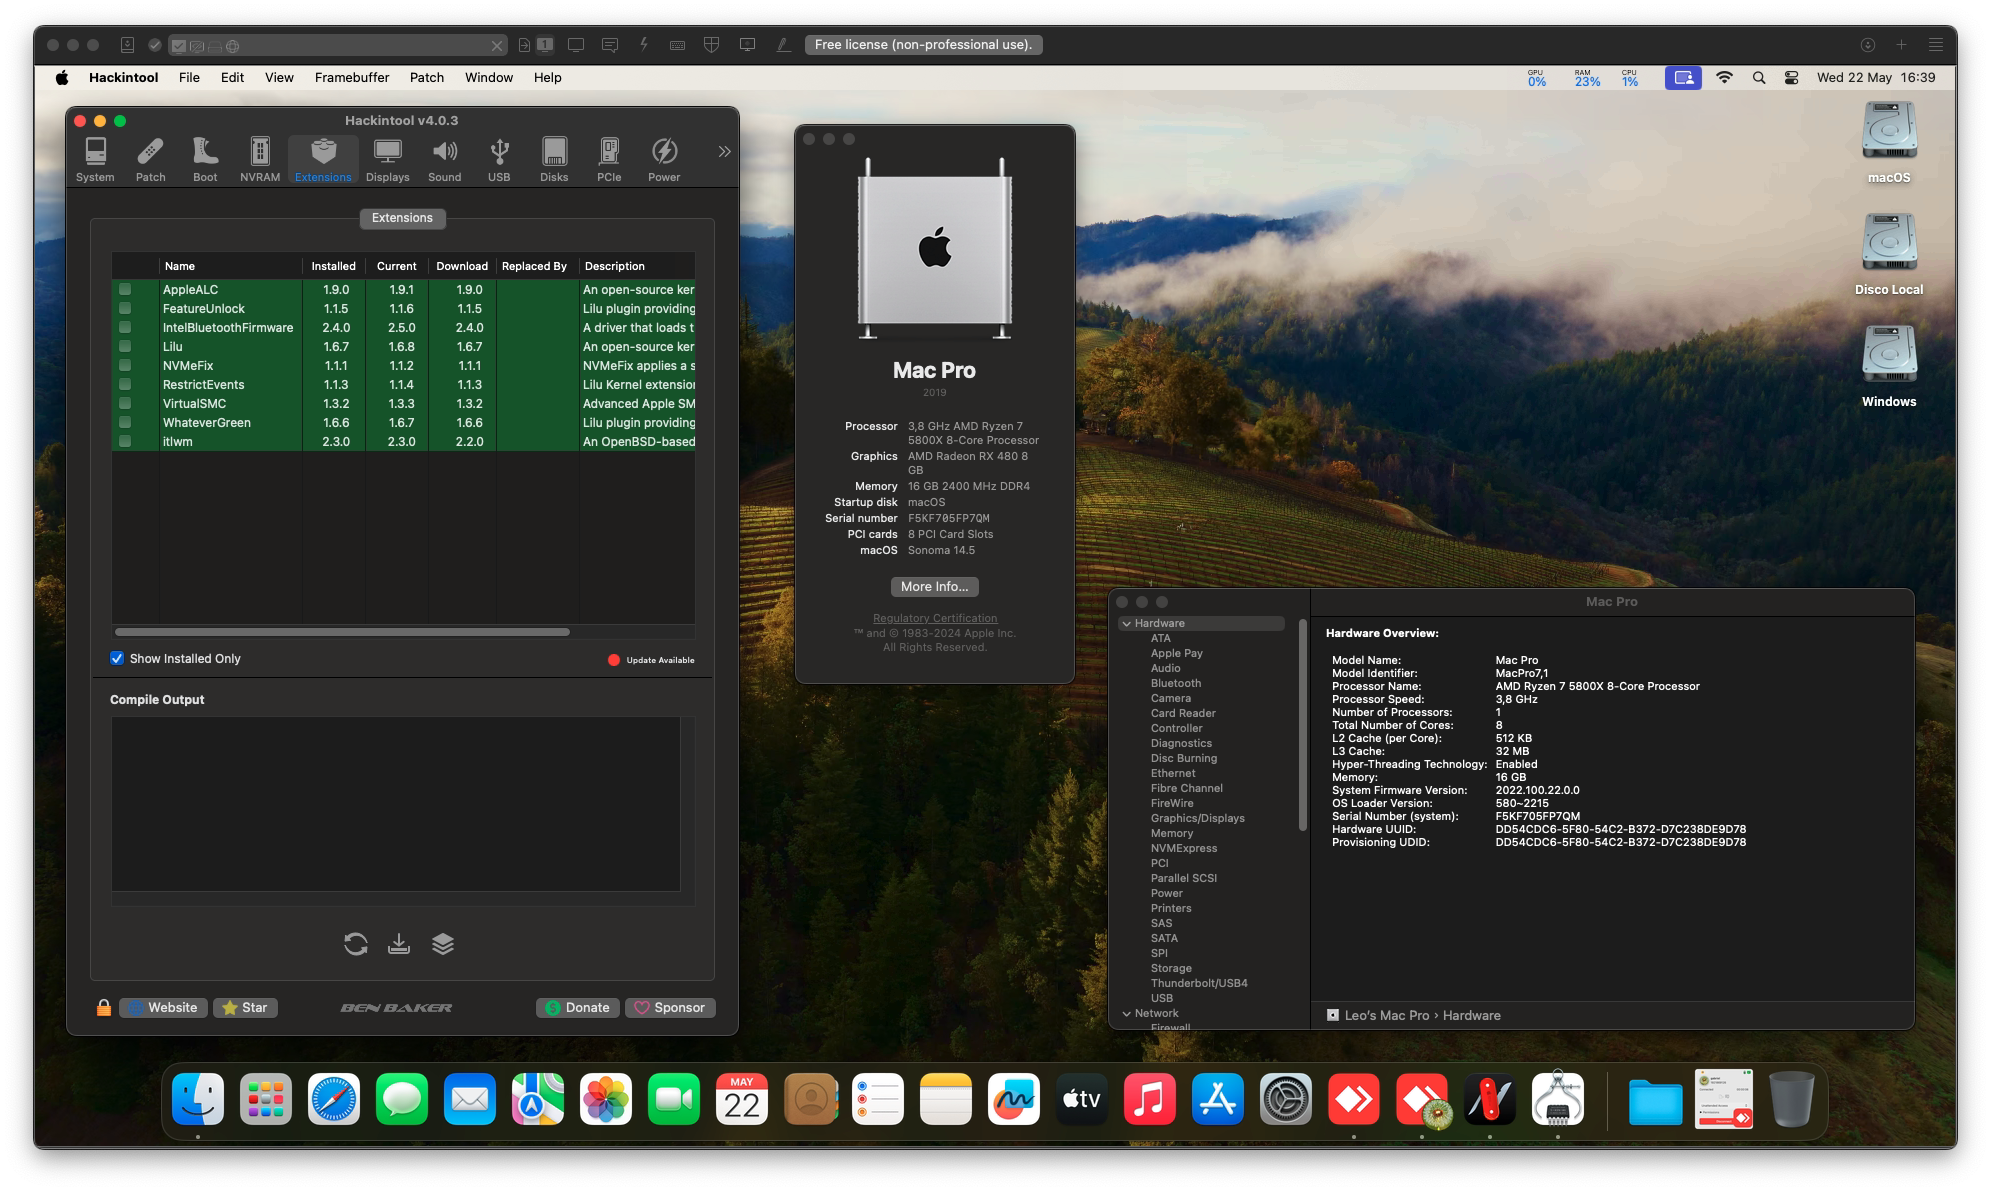 1
Free license (non-professional use).
Hackintool File Edit View Framebuffer Patch Window Help
GPU 0% RAM 23% CPU 1% Wed 22 May 16:39
Hackintool v4.0.3
System Patch Boot NVRAM Extensions Displays Sound USB Disks PCIe Power
Extensions
Name Installed Current Download Replaced By Description
AppleALC 1.9.0 1.9.1 1.9.0 An open-source ker
FeatureUnlock 1.1.5 1.1.6 1.1.5 Lilu plugin providing
IntelBluetoothFirmware 2.4.0 2.5.0 2.4.0 A driver that loads t
Lilu 1.6.7 1.6.8 1.6.7 An open-source ker
NVMeFix 1.1.1 1.1.2 1.1.1 NVMeFix applies a s
RestrictEvents 1.1.3 1.1.4 1.1.3 Lilu Kernel extension
VirtualSMC 1.3.2 1.3.3 1.3.2 Advanced Apple SM
WhateverGreen 1.6.6 1.6.7 1.6.6 Lilu plugin providing
itlwm 2.3.0 2.3.0 2.2.0 An OpenBSD-based
Show Installed Only
Update Available
Compile Output
Website
Star
BEN BAKER
Donate
Sponsor
Mac Pro
2019
Processor 3,8 GHz AMD Ryzen 7
5800X 8-Core Processor
Graphics AMD Radeon RX 480 8
GB
Memory 16 GB 2400 MHz DDR4
Startup disk macOS
Serial number F5KF705FP7QM
PCI cards 8 PCI Card Slots
macOS Sonoma 14.5
More Info...
Regulatory Certification
™ and © 1983-2024 Apple Inc.
All Rights Reserved.
macOS
Disco Local
Windows
Mac Pro
Hardware
ATA
Apple Pay
Audio
Bluetooth
Camera
Card Reader
Controller
Diagnostics
Disc Burning
Ethernet
Fibre Channel
FireWire
Graphics/Displays
Memory
NVMExpress
PCI
Parallel SCSI
Power
Printers
SAS
SATA
SPI
Storage
Thunderbolt/USB4
USB
Network
Firewall
Hardware Overview:
Model Name: Mac Pro
Model Identifier: MacPro7,1
Processor Name: AMD Ryzen 7 5800X 8-Core Processor
Processor Speed: 3,8 GHz
Number of Processors: 1
Total Number of Cores: 8
L2 Cache (per Core): 512 KB
L3 Cache: 32 MB
Hyper-Threading Technology: Enabled
Memory: 16 GB
System Firmware Version: 2022.100.22.0.0
OS Loader Version: 580~2215
Serial Number (system): F5KF705FP7QM
Hardware UUID: DD54CDC6-5F80-54C2-B372-D7C238DE9D78
Provisioning UDID: DD54CDC6-5F80-54C2-B372-D7C238DE9D78
Leo's Mac Pro › Hardware
MAY
22
tv